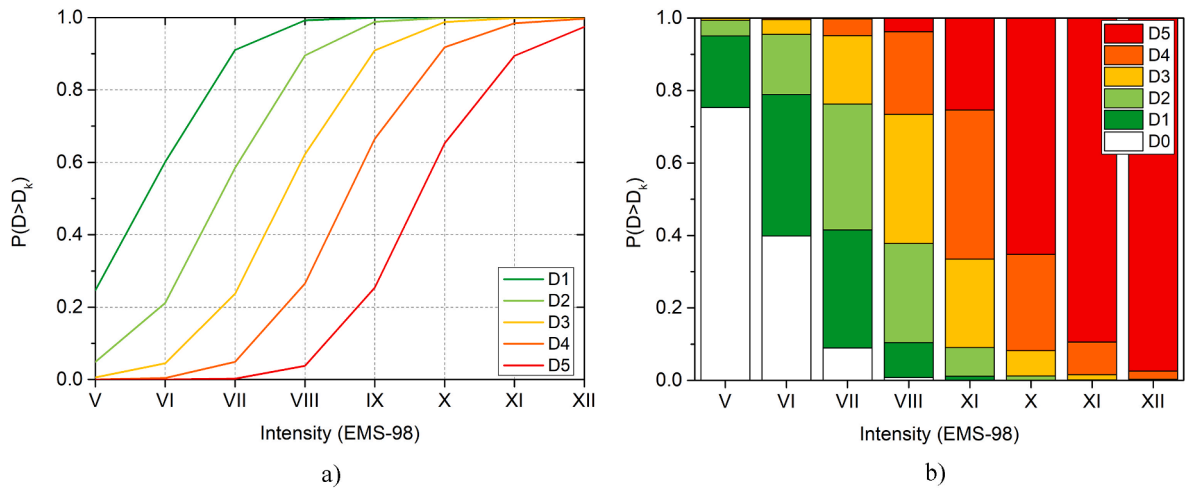 P(D>Dk)
1.0
0.8
0.6
0.4
0.2
0.0
D1
D2
D3
D4
D5
V VI VII VIII IX X XI XII
Intensity (EMS-98)
a)
P(D>Dk)
1.0
0.8
0.6
0.4
0.2
0.0
D5
D4
D3
D2
D1
D0
V VI VII VIII XI X XI XII
Intensity (EMS-98)
b)